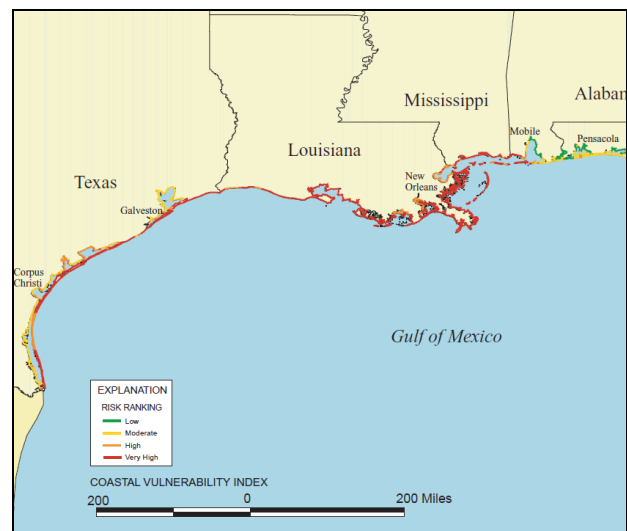 Mississippi
Alaban
Mobile
Pensacola
Louisiana
New
Orleans
Texas
Galveston
Corpus
Christi
Gulf of Mexico
EXPLANATION
RISK RANKING
Low
Moderate
High
Very High
COASTAL VULNERABILITY INDEX
200 0 200 Miles